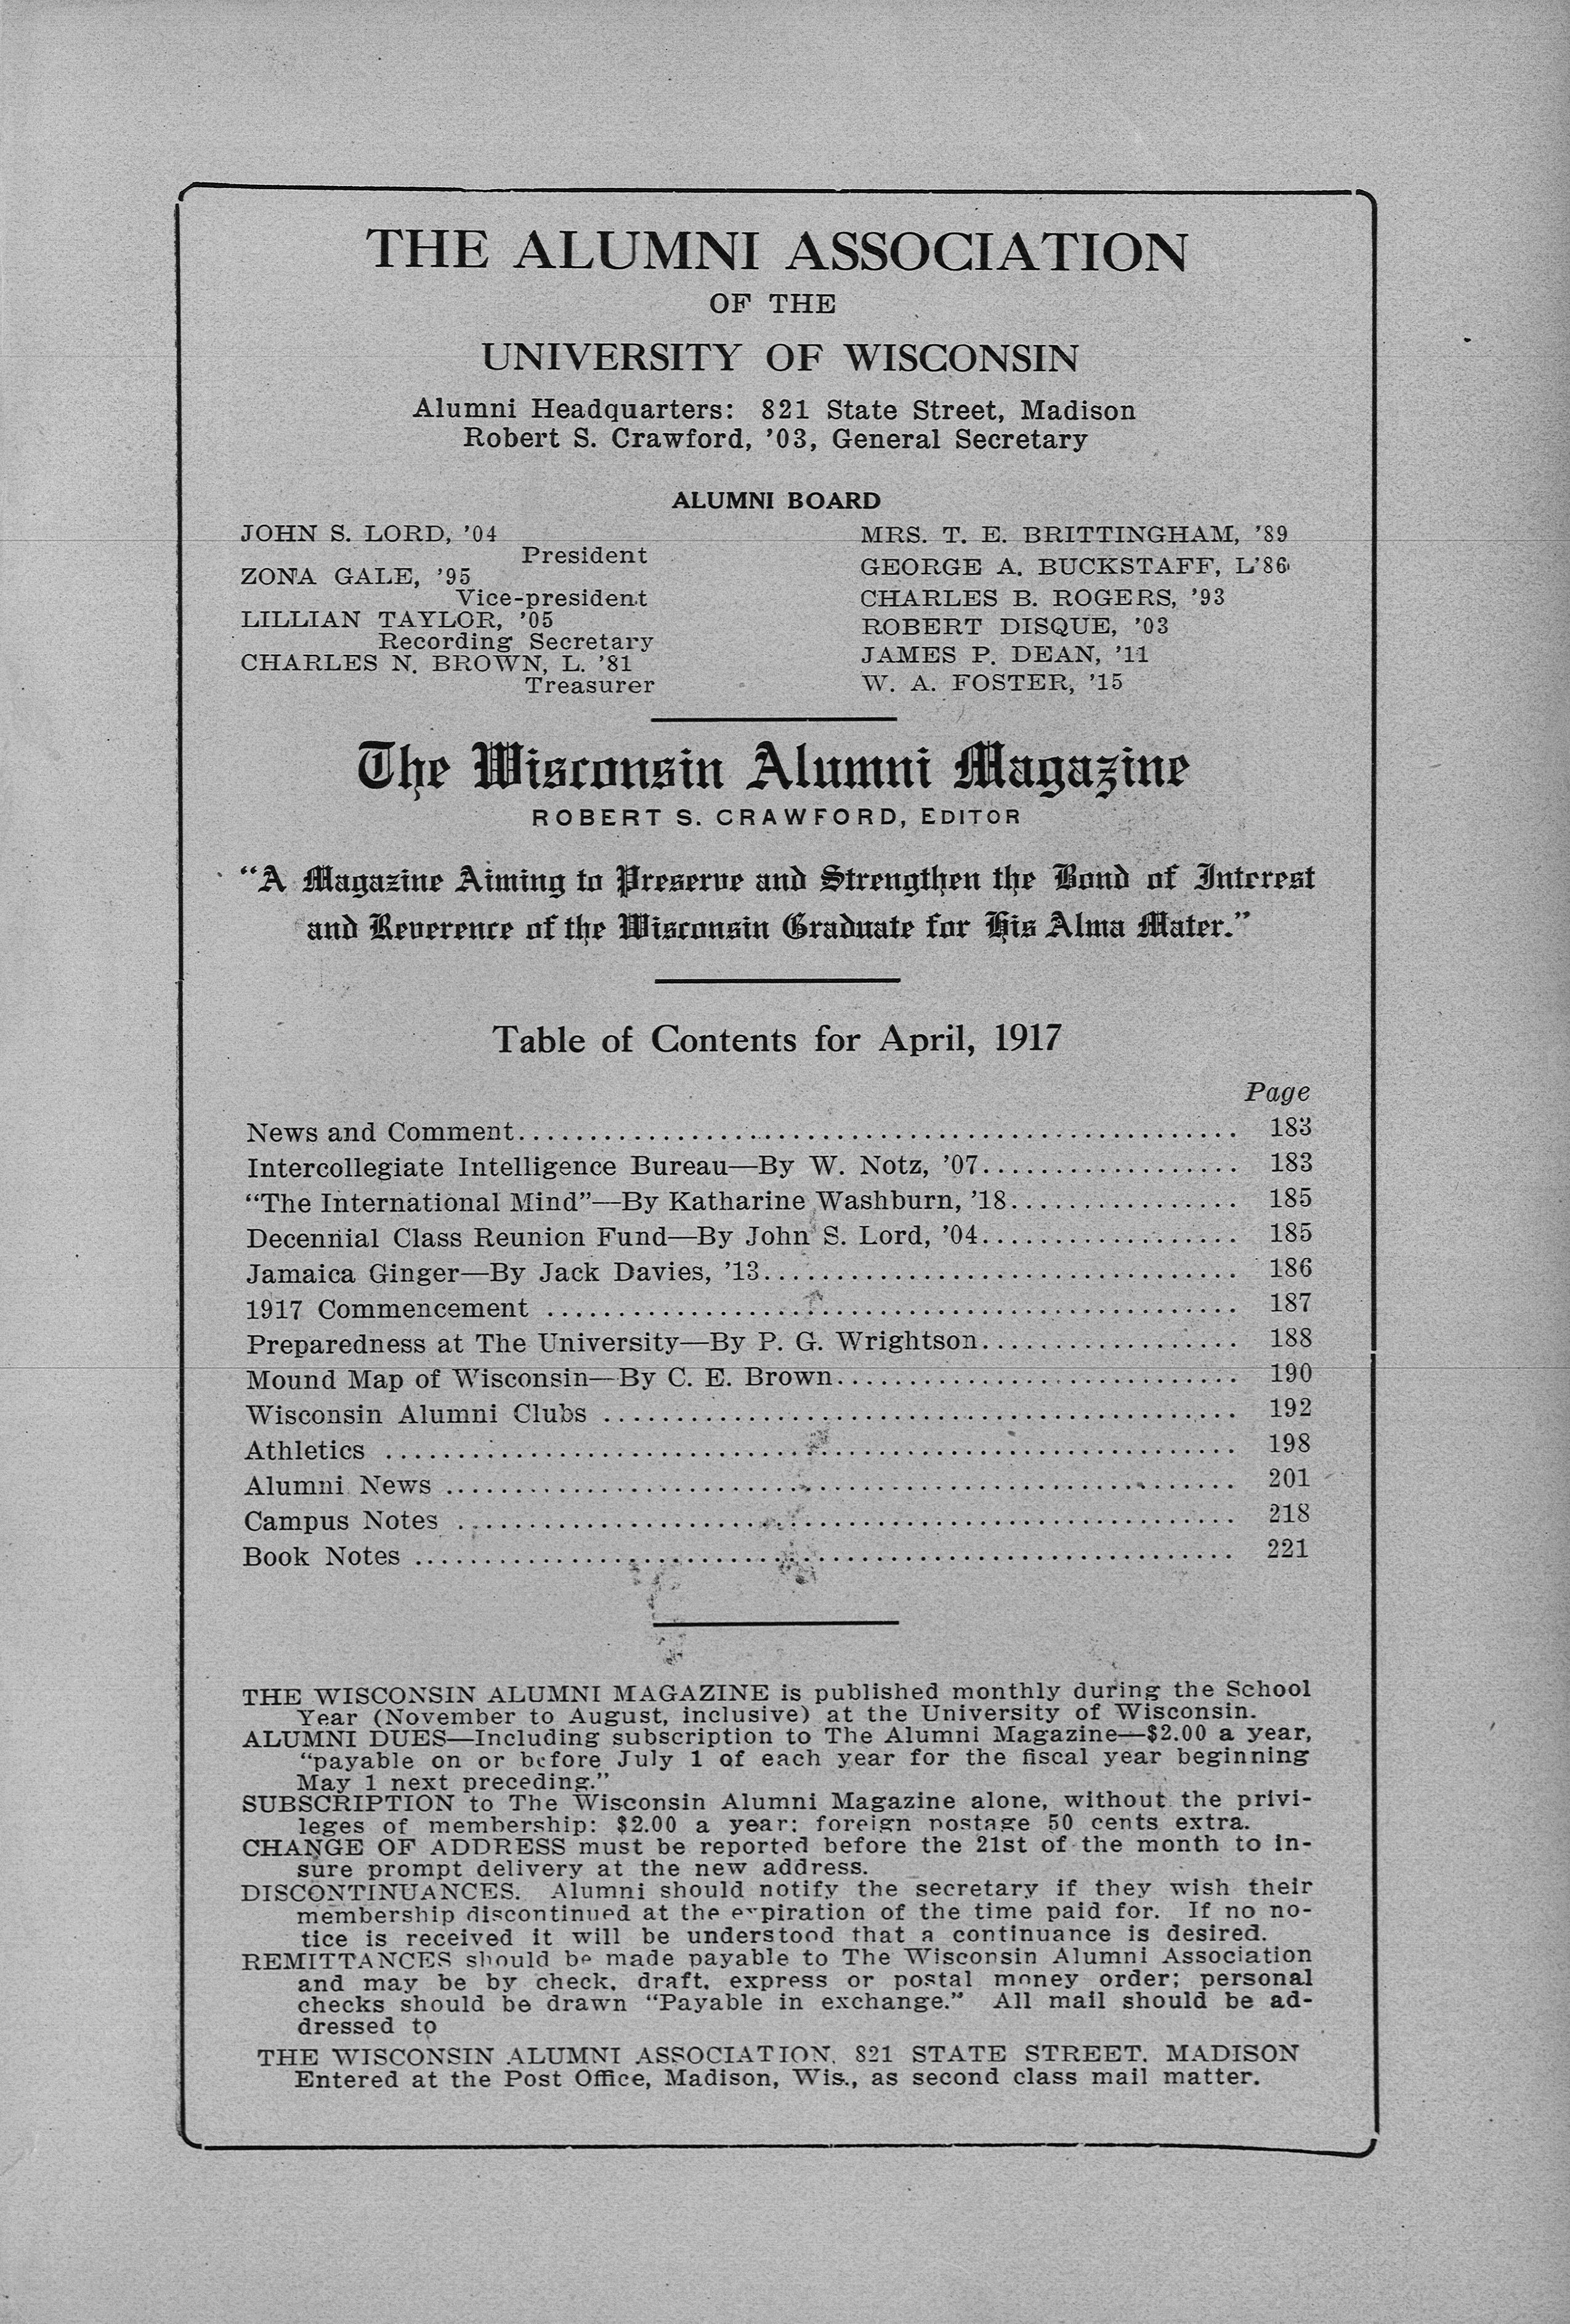 THE ALUMNI ASSOCIATION
OF THE
UNIVERSITY OF WISCONSIN
Alumni Headquarters: 821 State Street, Madison
Robert S. Crawford, ’03, General Secretary
ALUMNI BOARD
JOHN S. LORD, ’04
President
ZONA GALE, ’95
Vice-president
LILLIAN TAYLOR, ’05
Recording Secretary
CHARLES N. BROWN, L. ’81
Treasurer
MRS. T. E. BRITTINGHAM, ’89
GEORGE A. BUCKSTAFF, L’86
CHARLES B. ROGERS, ’93
ROBERT DISQUE, ’03
JAMES P. DEAN, ’11
W. A. FOSTER, ’15
The Wisconsin Alumni Magazine
ROBERT S. CRAWFORD, EDITOR
“A Magazine Aiming to Preserve and Strengthen the Bond of Interest
and Reverence of the Wisconsin Graduate for His Alma Mater.”
Table of Contents for April, 1917
Page
News and Comment.................................................. 183
Intercollegiate Intelligence Bureau—By W. Notz, ’07.................. 183
“The International Mind”—By Katharine Washburn, ’18................ 185
Decennial Class Reunion Fund—By John S. Lord, ’04.................. 185
Jamaica Ginger—By Jack Davies, ’13................................. 186
1917 Commencement ................................................ 187
Preparedness at The University—By P. G. Wrightson.................. 188
Mound Map of Wisconsin—By C. E. Brown............................ 190
Wisconsin Alumni Clubs ............................................ 192
Athletics ........................................................... 198
Alumni News ....................................................... 201
Campus Notes ...................................................... 218
Book Notes ......................................................... 221
THE WISCONSIN ALUMNI MAGAZINE is published monthly during the School
Year (November to August, inclusive) at the University of Wisconsin.
ALUMNI DUES—Including subscription to The Alumni Magazine—$2.00 a year,
“payable on or before July 1 of each year for the fiscal year beginning
May 1 next preceding.”
SUBSCRIPTION to The Wisconsin Alumni Magazine alone, without the privi-
leges of membership: $2.00 a year; foreign postage 50 cents extra.
CHANGE OF ADDRESS must be reported before the 21st of the month to in-
sure prompt delivery at the new address.
DISCONTINUANCES. Alumni should notify the secretary if they wish their
membership discontinued at the expiration of the time paid for. If no no-
tice is received it will be understood that a continuance is desired.
REMITTANCES should be made payable to The Wisconsin Alumni Association
and may be by check, draft, express or postal money order; personal
checks should be drawn “Payable in exchange.” All mail should be ad-
dressed to
THE WISCONSIN ALUMNI ASSOCIATION, 821 STATE STREET, MADISON
Entered at the Post Office, Madison, Wis., as second class mail matter.